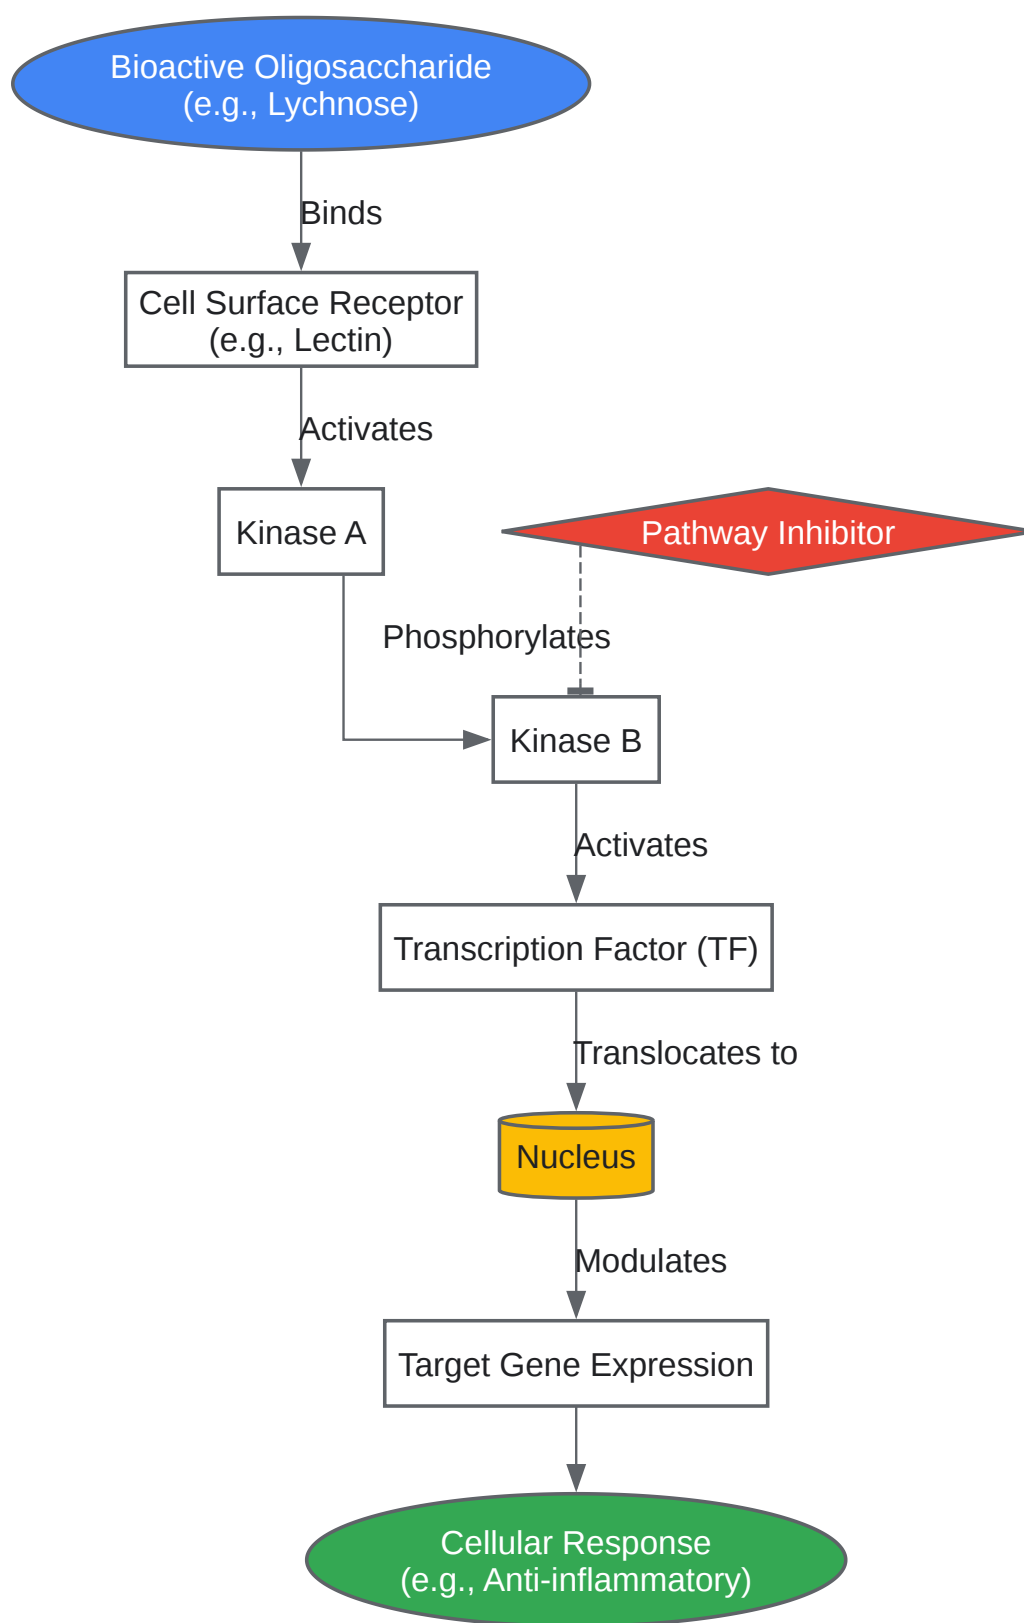 Bioactive Oligosaccharide
(e.g., Lychnose)
Binds
Cell Surface Receptor
(e.g., Lectin)
Activates
Kinase A
Pathway Inhibitor
Phosphorylates
Kinase B
Activates
Transcription Factor (TF)
Translocates to
Nucleus
Modulates
Target Gene Expression
Cellular Response
(e.g., Anti-inflammatory)